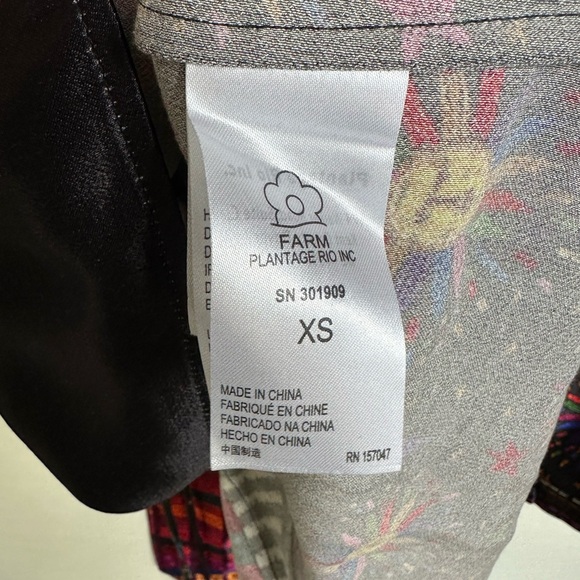 FARM
PLANTAGE RIO INC
SN 301909
XS
MADE IN CHINA
FABRIQUÉ EN CHINE
FABRICADO NA CHINA
HECHO EN CHINA
中国制造
RN 157047